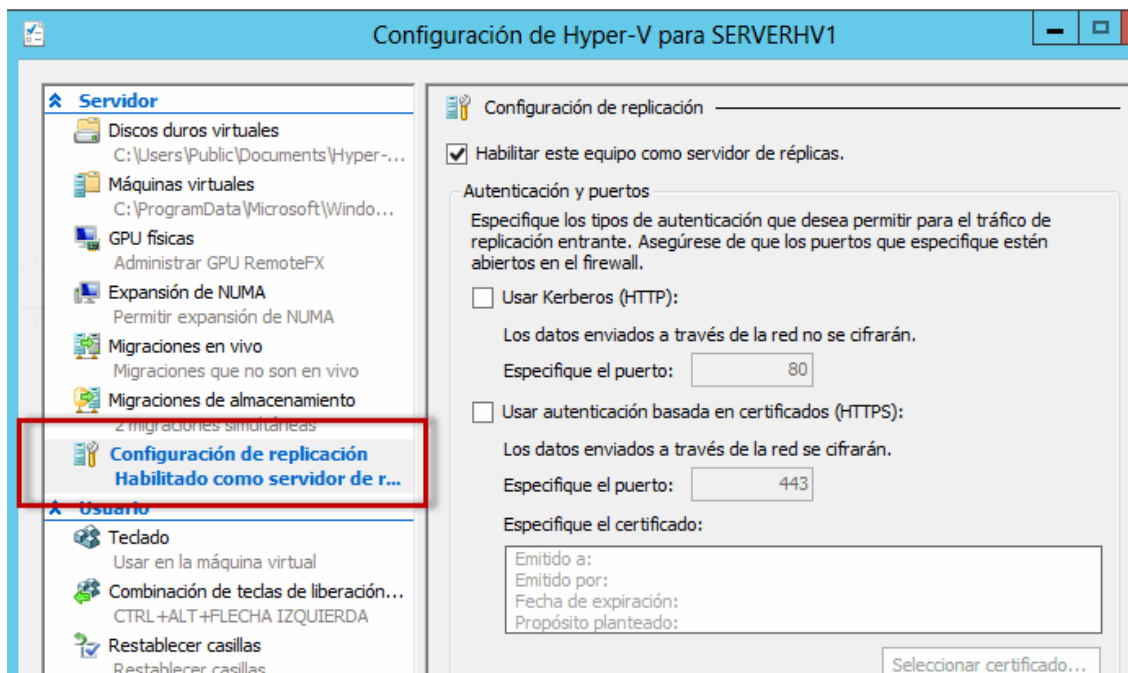 Configuración de Hyper-V para SERVERHV1
Servidor
Discos duros virtuales
C:\Users\Public\Documents\Hyper-...
Máquinas virtuales
C:\ProgramData\Microsoft\Windo...
GPU físicas
Administrar GPU RemoteFX
Expansión de NUMA
Permitir expansión de NUMA
Migraciones en vivo
Migraciones que no son en vivo
Migraciones de almacenamiento
2 migraciones simultáneas
Configuración de replicación
Habilitado como servidor de r...
Usuario
Teclado
Usar en la máquina virtual
Combinación de teclas de liberación...
CTRL+ALT+FLECHA IZQUIERDA
Restablecer casillas
Restablecer casillas
Configuración de replicación
Habilitar este equipo como servidor de réplicas.
Autenticación y puertos
Especifique los tipos de autenticación que desea permitir para el tráfico de
replicación entrante. Asegúrese de que los puertos que especifique estén
abiertos en el firewall.
Usar Kerberos (HTTP):
Los datos enviados a través de la red no se cifrarán.
Especifique el puerto: 80
Usar autenticación basada en certificados (HTTPS):
Los datos enviados a través de la red se cifrarán.
Especifique el puerto: 443
Especifique el certificado:
Emitido a:
Emitido por:
Fecha de expiración:
Propósito planteado:
Seleccionar certificado...